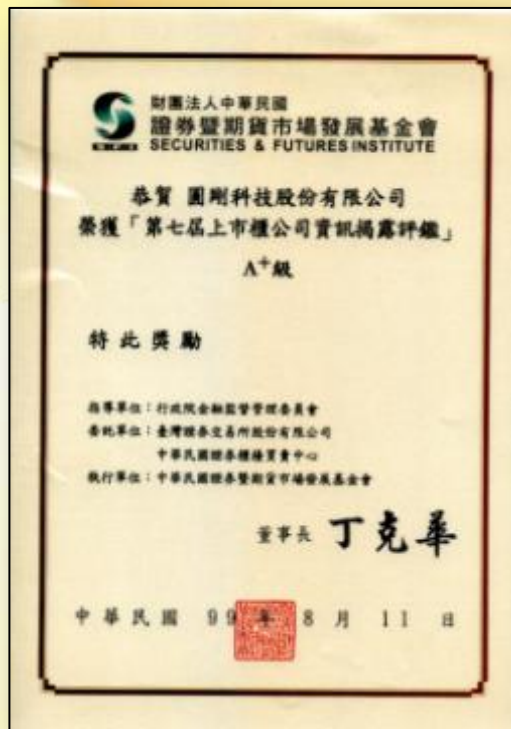 財團法人中華民國
證券暨期貨市場發展基金會
SECURITIES & FUTURES INSTITUTE
SFI
恭賀 圓剛科技股份有限公司
榮獲「第七屆上市櫃公司資訊揭露評鑑」
A+級
特此獎勵
指導單位：行政院金融監督管理委員會
委託單位：臺灣證券交易所股份有限公司
中華民國證券櫃檯買賣中心
執行單位：中華民國證券暨期貨市場發展基金會
董事長 丁克華
中華民國 99 年 8 月 11 日